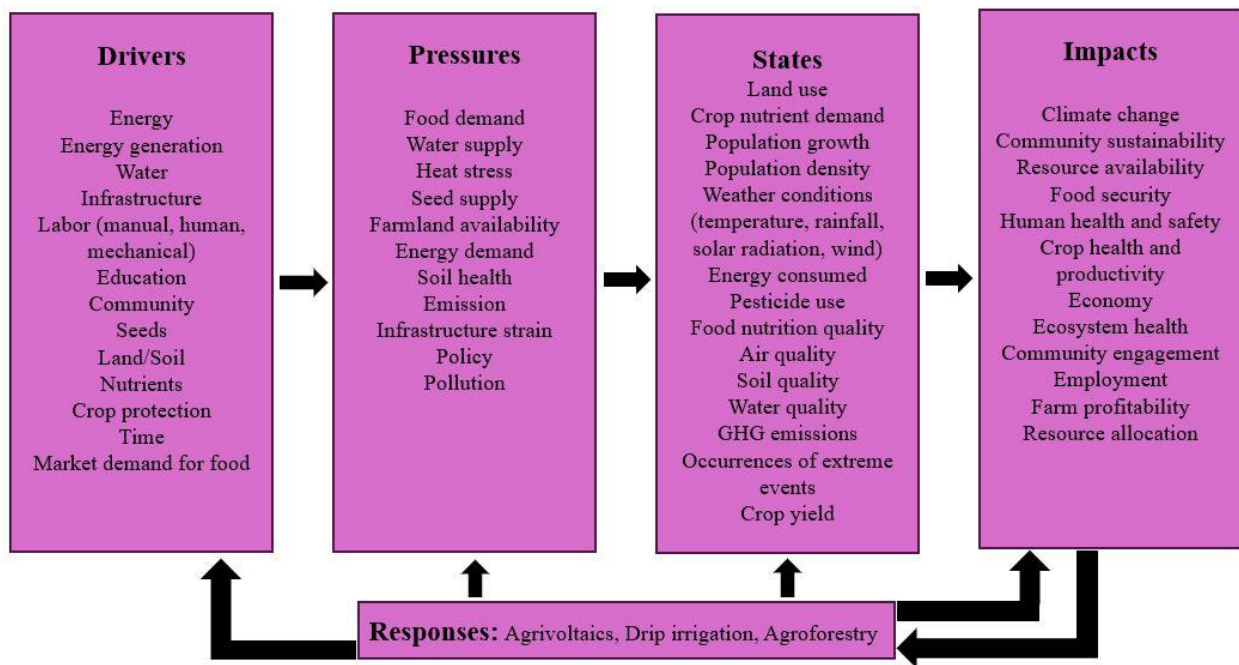 Drivers
Energy
Energy generation
Water
Infrastructure
Labor (manual, human,
mechanical)
Education
Community
Seeds
Land/Soil
Nutrients
Crop protection
Time
Market demand for food
Pressures
Food demand
Water supply
Heat stress
Seed supply
Farmland availability
Energy demand
Soil health
Emission
Infrastructure strain
Policy
Pollution
States
Land use
Crop nutrient demand
Population growth
Population density
Weather conditions
(temperature, rainfall,
solar radiation, wind)
Energy consumed
Pesticide use
Food nutrition quality
Air quality
Soil quality
Water quality
GHG emissions
Occurrences of extreme
events
Crop yield
Impacts
Climate change
Community sustainability
Resource availability
Food security
Human health and safety
Crop health and
productivity
Economy
Ecosystem health
Community engagement
Employment
Farm profitability
Resource allocation
Responses: Agrivoltaics, Drip irrigation, Agroforestry